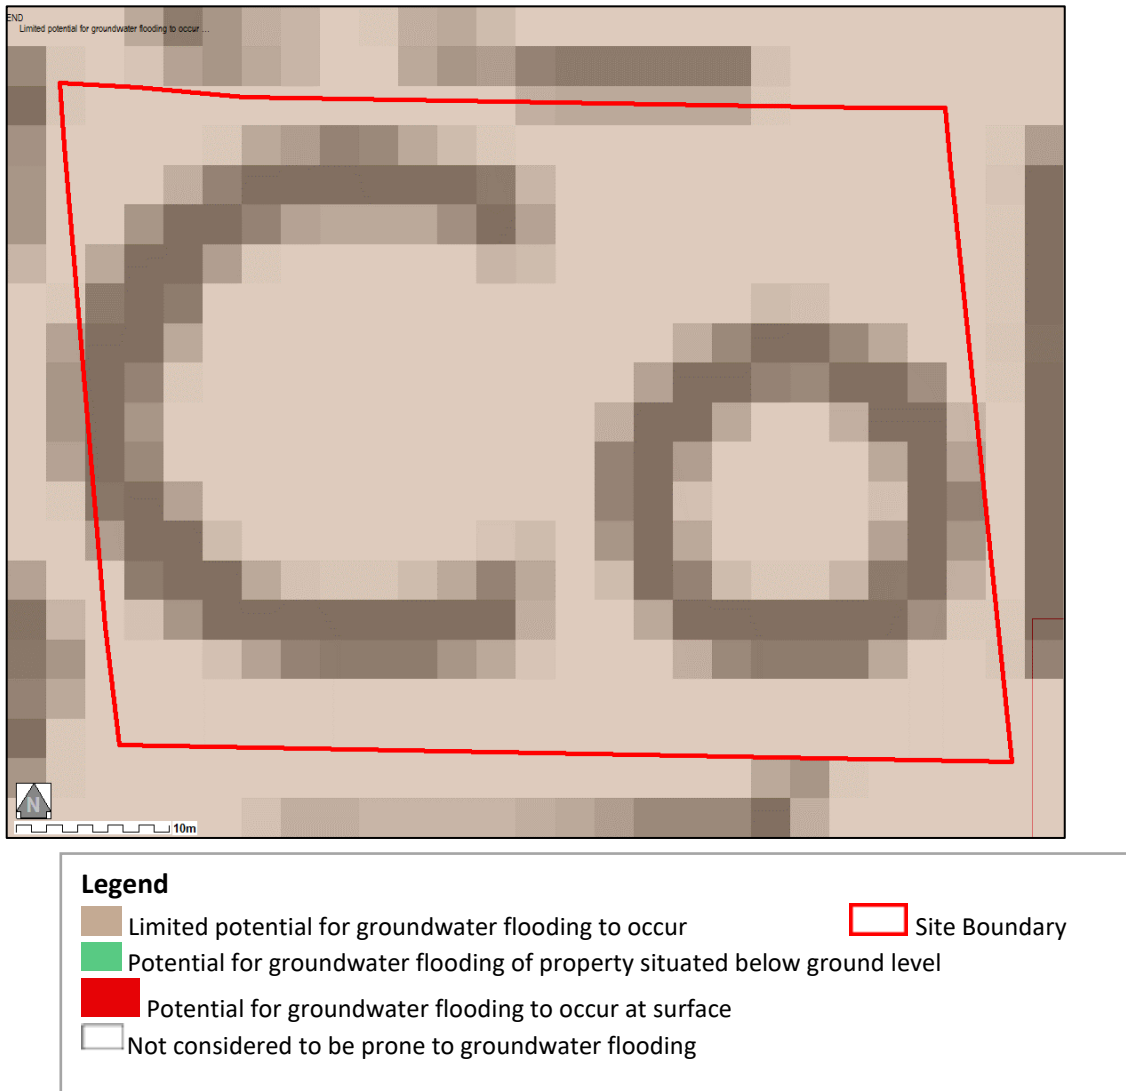 END
Limited potential for groundwater flooding to occur ...
Co
N
10m
Legend
Limited potential for groundwater flooding to occur
Site Boundary
Potential for groundwater flooding of property situated below ground level
Potential for groundwater flooding to occur at surface
Not considered to be prone to groundwater flooding